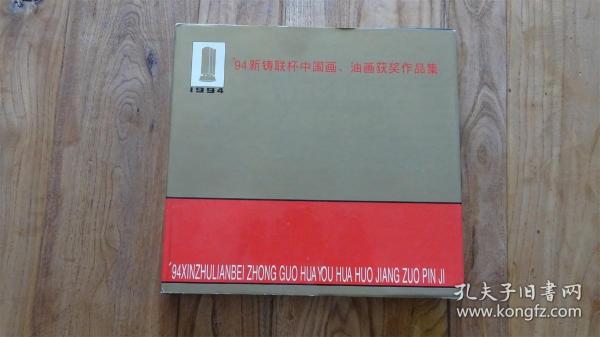 '94新铸联杯中国画、油画获奖作品集
1994
'94XINZHULIANBEI ZHONG GUO HUA YOU HUA HUO JIANG ZUO PIN JI
孔夫子旧書网
www.kongfz.com